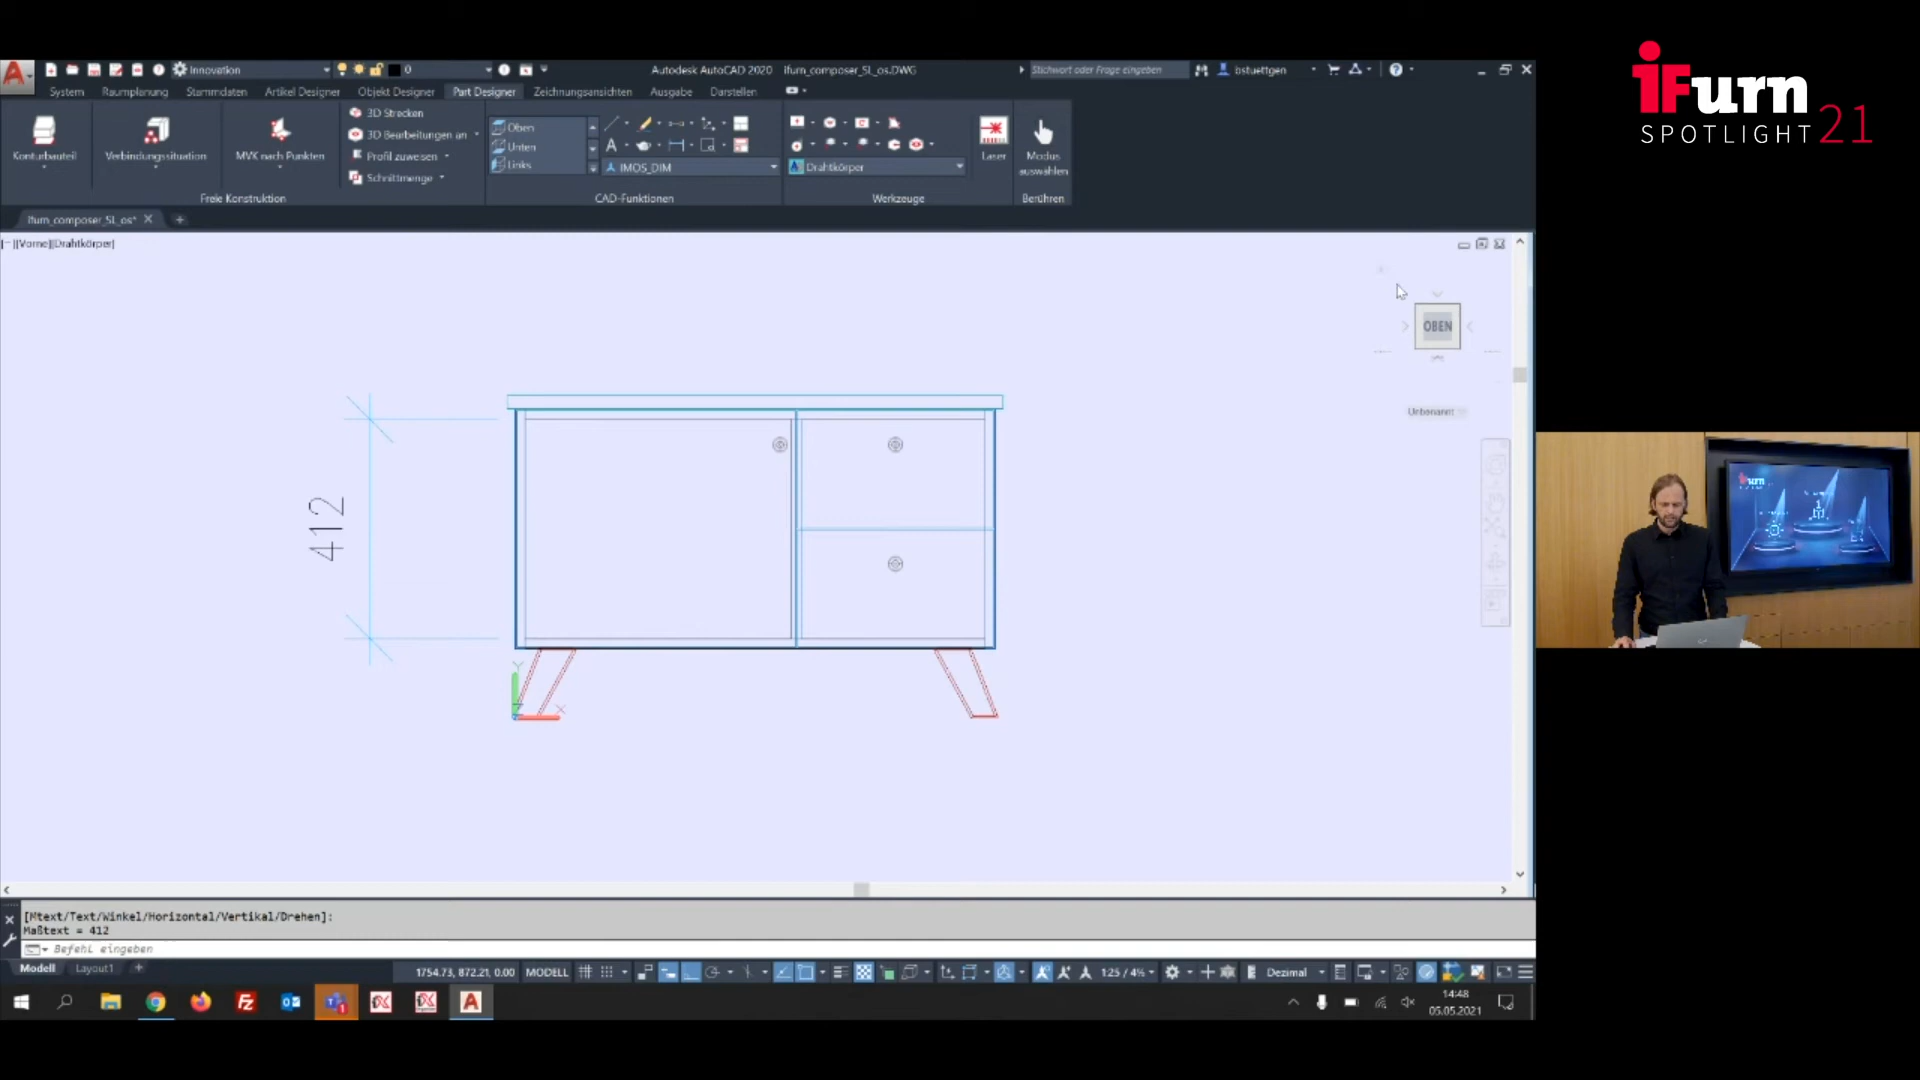 Innovation
0
Autodesk AutoCAD 2020 ifurn_composer_SL_os.DWG
Stichwort oder Frage eingeben
bstuettgen
System Raumplanung Stammdaten Artikel Designer Objekt Designer Part Designer Zeichnungsansichten Ausgabe Darstellen
Konturbauteil
Verbindungssituation
MVK nach Punkten
3D Strecken
3D Bearbeitungen an
Profil zuweisen
Schnittmenge
Freie Konstruktion
Oben
Unten
Links
IMOS_DIM
CAD-Funktionen
Drahtkörper
Werkzeuge
Laser
Modus
auswählen
Berühren
ifurn_composer_SL_os*
[−][Vorne][Drahtkörper]
OBEN
Unbenannt
412
Y
X
[Mtext/Text/Winkel/Horizontal/Vertikal/Drehen]:
Maßtext = 412
Befehl eingeben
Modell Layout1
1754.73, 872.21, 0.00 MODELL
1:25 / 4%
Dezimal
14:48
05.05.2021
iFurn
SPOTLIGHT 21